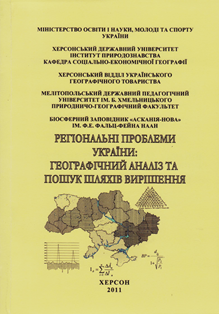 МІНІСТЕРСТВО ОСВІТИ І НАУКИ, МОЛОДІ ТА СПОРТУ
УКРАЇНИ
ХЕРСОНСЬКИЙ ДЕРЖАВНИЙ УНІВЕРСИТЕТ
ІНСТИТУТ ПРИРОДОЗНАВСТВА
КАФЕДРА СОЦІАЛЬНО-ЕКОНОМІЧНОЇ ГЕОГРАФІЇ
ХЕРСОНСЬКИЙ ВІДДІЛ УКРАЇНСЬКОГО
ГЕОГРАФІЧНОГО ТОВАРИСТВА
МЕЛІТОПОЛЬСЬКИЙ ДЕРЖАВНИЙ ПЕДАГОГІЧНИЙ
УНІВЕРСИТЕТ ІМ. Б. ХМЕЛЬНИЦЬКОГО
ПРИРОДНИЧО-ГЕОГРАФІЧНИЙ ФАКУЛЬТЕТ
БІОСФЕРНИЙ ЗАПОВІДНИК «АСКАНІЯ-НОВА»
ІМ. Ф.Е. ФАЛЬЦ-ФЕЙНА НААН
РЕГІОНАЛЬНІ ПРОБЛЕМИ
УКРАЇНИ:
ГЕОГРАФІЧНИЙ АНАЛІЗ ТА
ПОШУК ШЛЯХІВ ВИРІШЕННЯ
ХЕРСОН
2011